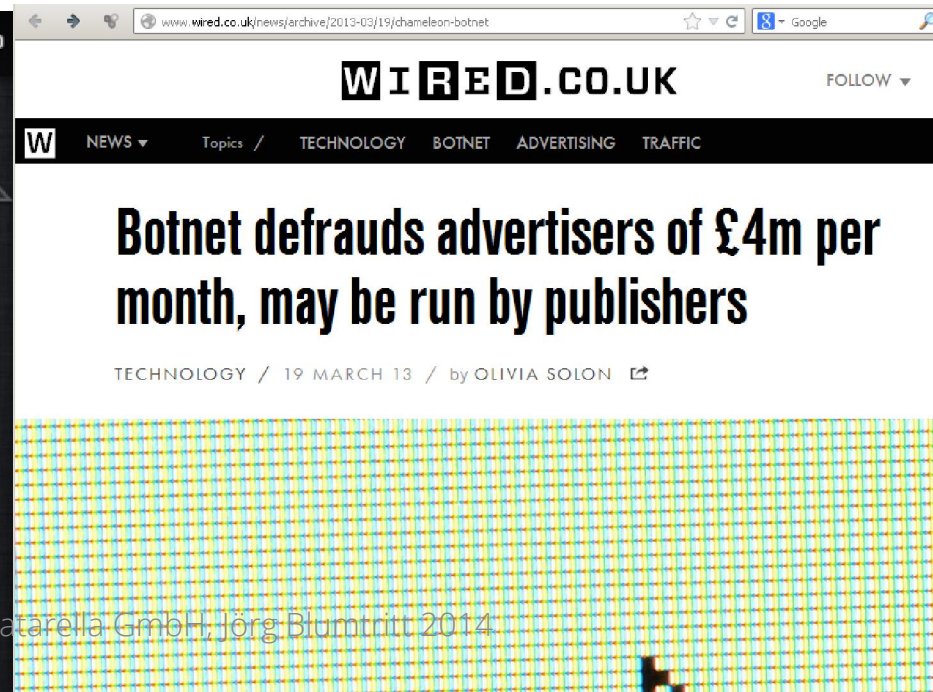 www.wired.co.uk/news/archive/2013-03/19/chameleon-botnet
Google
WIRED.CO.UK
FOLLOW
W NEWS Topics / TECHNOLOGY BOTNET ADVERTISING TRAFFIC
Botnet defrauds advertisers of £4m per
month, may be run by publishers
TECHNOLOGY / 19 MARCH 13 / by OLIVIA SOLON
GmbH, Jörg Blumtritt 2014